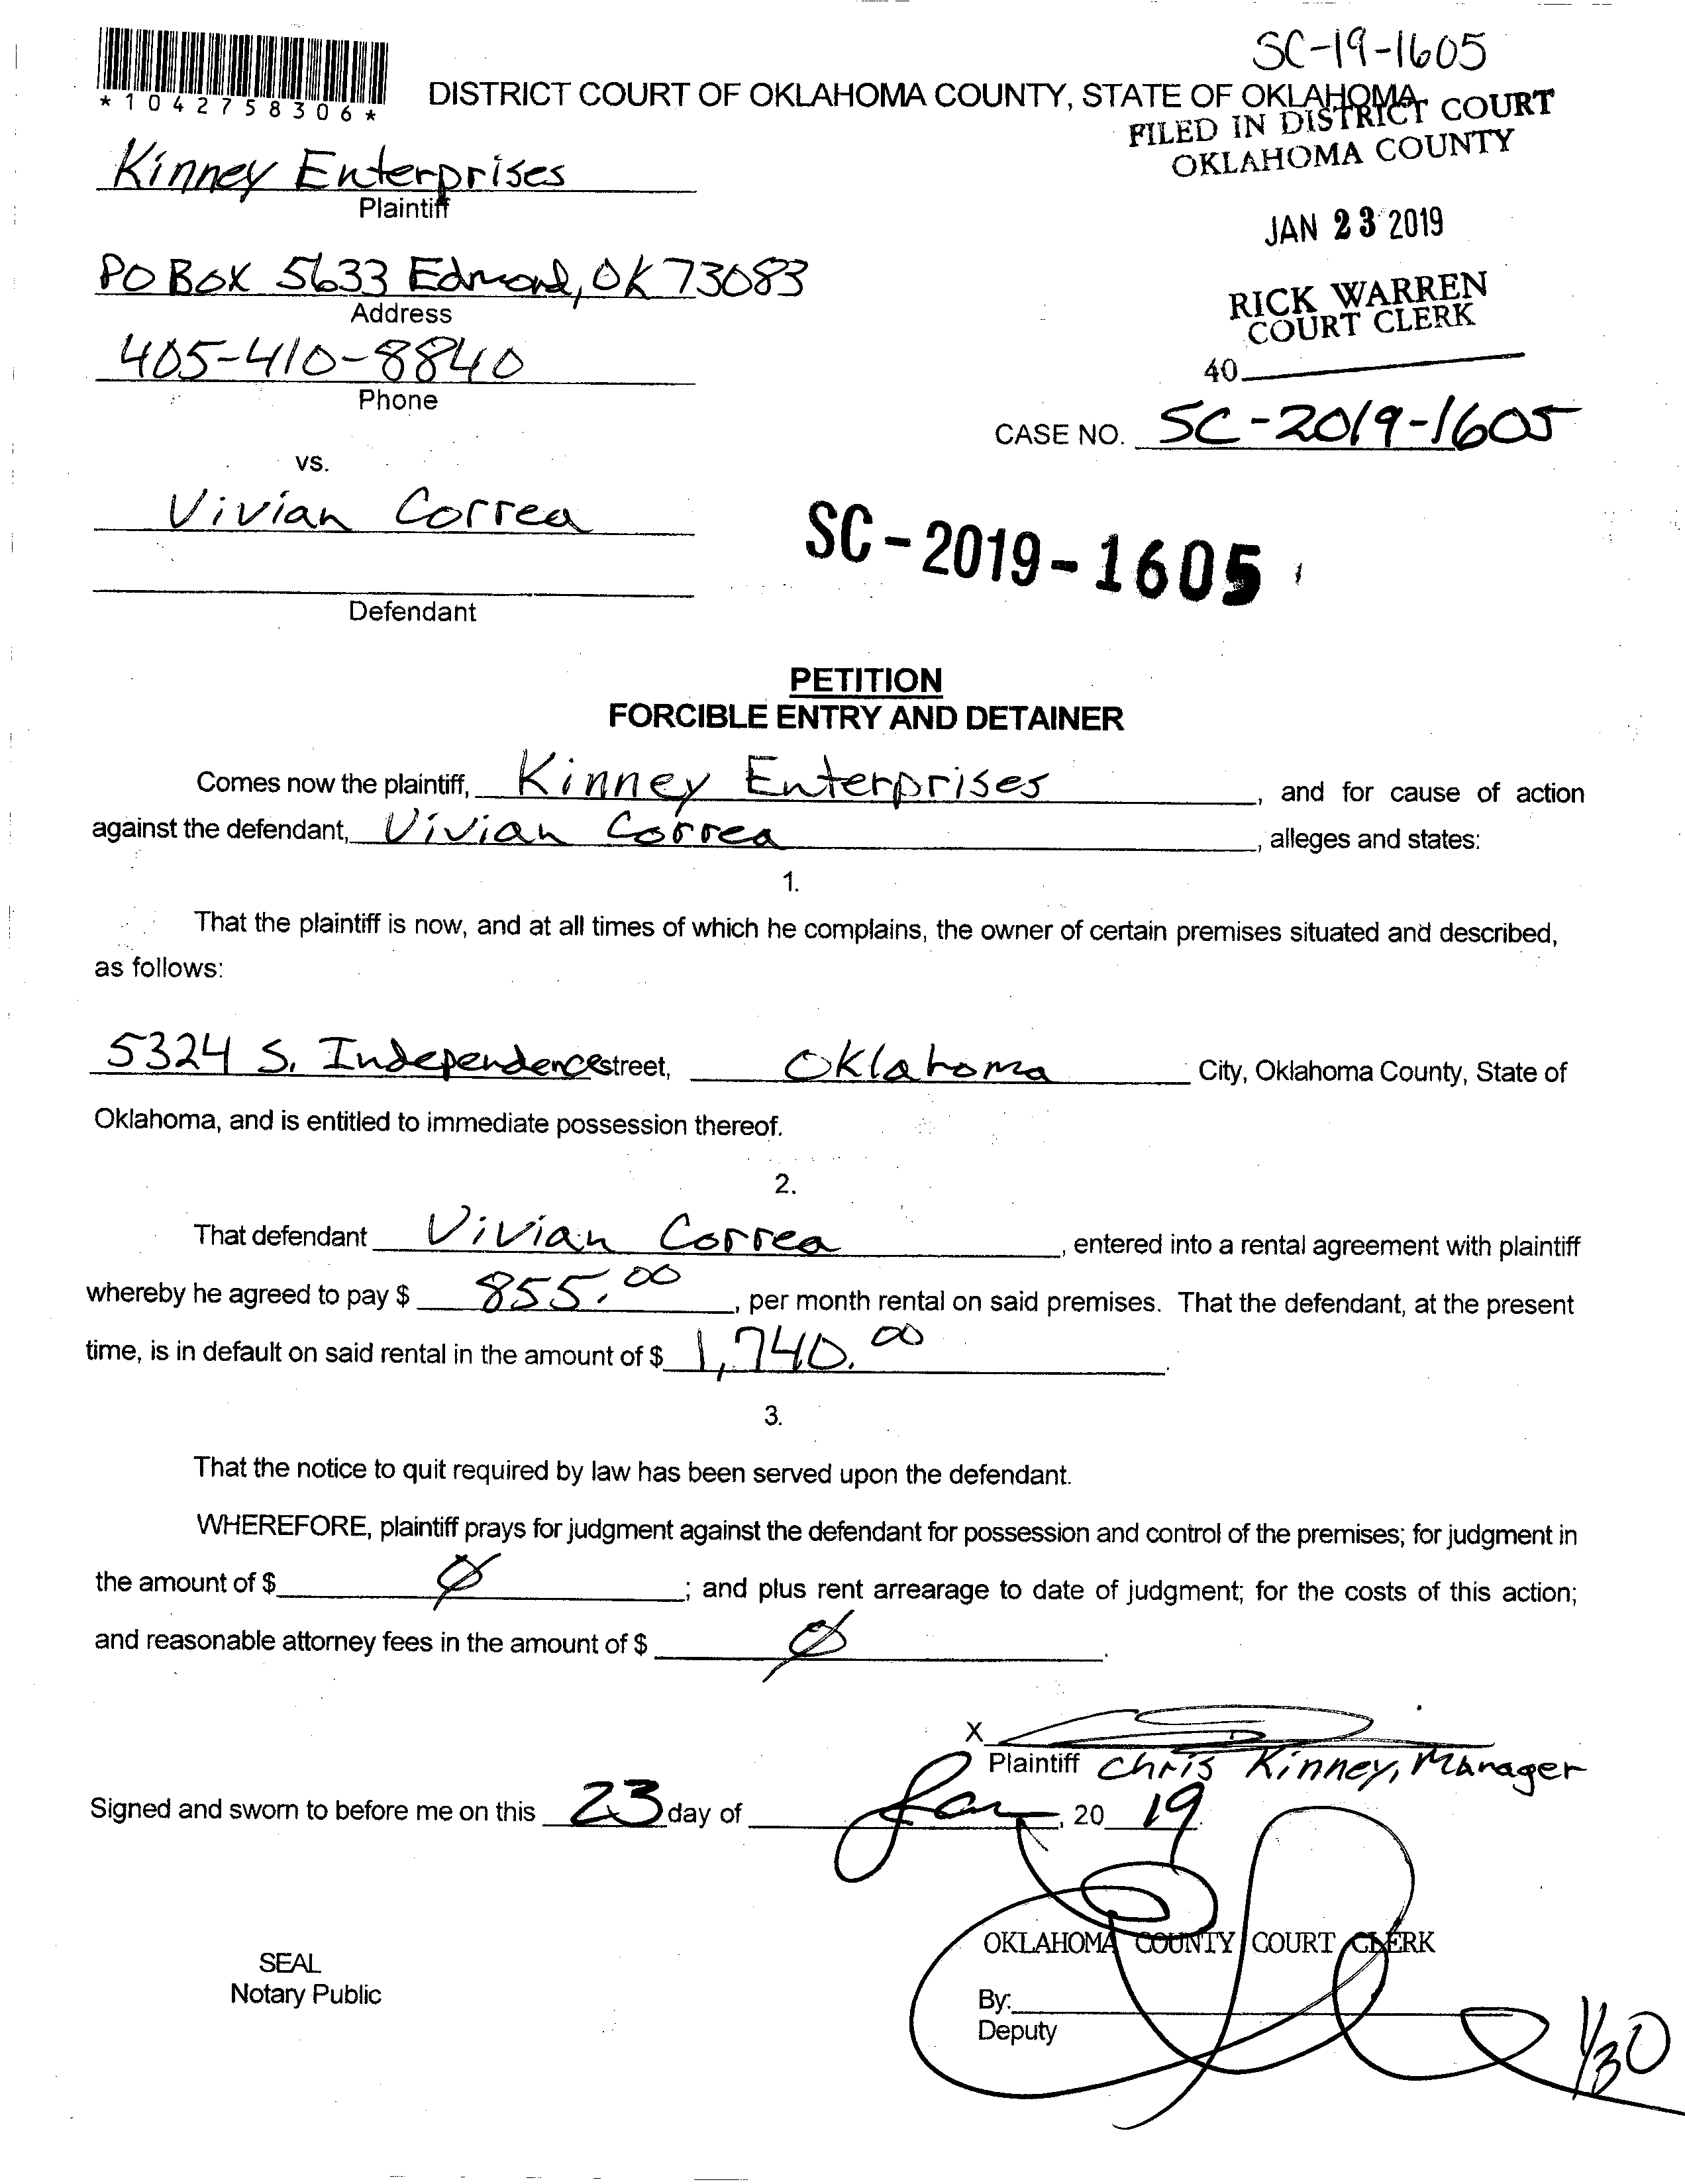 SC-19-1605
*1042758306*
DISTRICT COURT OF OKLAHOMA COUNTY, STATE OF OKLAHOMA
FILED IN DISTRICT COURT
OKLAHOMA COUNTY
Kinney Enterprises
Plaintiff
JAN 23 2019
PO Box 5633 Edmond, OK 73083
Address
RICK WARREN
COURT CLERK
405-410-8840
Phone
40
CASE NO. SC-2019-1605
vs.
Vivian Correa
SC-2019-1605
Defendant
PETITION
FORCIBLE ENTRY AND DETAINER
Comes now the plaintiff, Kinney Enterprises, and for cause of action
against the defendant, Vivian Correa, alleges and states:
1.
That the plaintiff is now, and at all times of which he complains, the owner of certain premises situated and described,
as follows:
5324 S. Independence street, Oklahoma City, Oklahoma County, State of
Oklahoma, and is entitled to immediate possession thereof.
2.
That defendant Vivian Correa, entered into a rental agreement with plaintiff
whereby he agreed to pay $ 855.00, per month rental on said premises. That the defendant, at the present
time, is in default on said rental in the amount of $ 1,740.00.
3.
That the notice to quit required by law has been served upon the defendant.
WHEREFORE, plaintiff prays for judgment against the defendant for possession and control of the premises; for judgment in
the amount of $ Ø; and plus rent arrearage to date of judgment; for the costs of this action;
and reasonable attorney fees in the amount of $ Ø.
X
Plaintiff Chris Kinney, Manager
Signed and sworn to before me on this 23 day of Jan, 20 19.
OKLAHOMA COUNTY COURT CLERK
SEAL
Notary Public
By:
Deputy
1/30